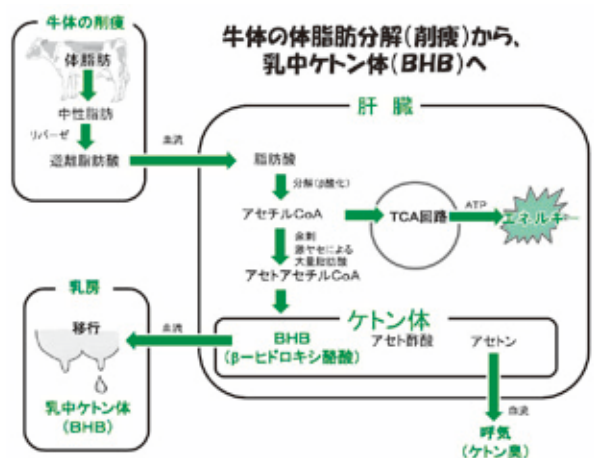 牛体の削痩
体脂肪
中性脂肪
リパーゼ
遊離脂肪酸
血流
牛体の体脂肪分解(削痩)から、
乳中ケトン体(BHB)へ
肝臓
脂肪酸
分解(β酸化)
アセチルCoA
TCA回路
ATP
エネルギー
余剰
激ヤセによる
大量脂肪酸
アセトアセチルCoA
ケトン体
BHB
(βーヒドロキシ酪酸)
アセト酢酸
アセトン
血流
乳房
移行
乳中ケトン体
(BHB)
血流
呼気
(ケトン臭)